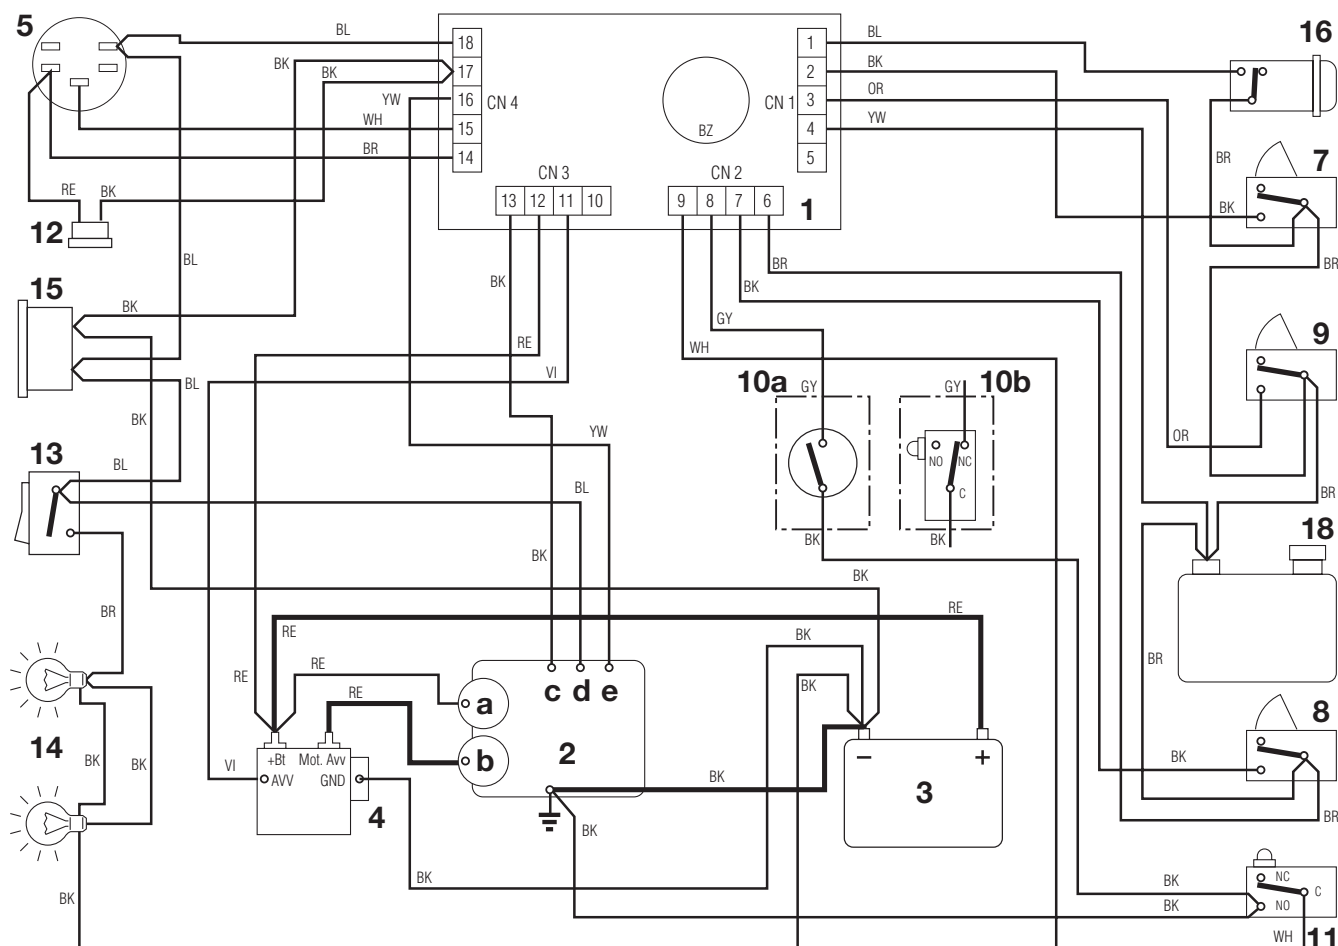 5
BL
18
1
BL
16
BK
BK
17
2
BK
YW
16
CN 4
CN 1
3
OR
WH
15
BZ
4
YW
BR
14
5
BR
7
CN 3
CN 2
RE
BK
13 12 11 10
9 8 7 6
1
12
BK
BL
BK
BR
BR
15
BK
BK
GY
9
RE
WH
VI
10a
GY
GY
10b
BL
BK
YW
OR
13
NO
NC
BL
BL
C
BR
BK
BK
18
BK
BK
BR
RE
RE
BK
RE
RE
BR
RE
BK
a
c d e
8
14
b
2
+Bt
Mot. Avv
BK
BK
VI
AVV
GND
BK
− +
BK
3
4
BK
BR
BK
BK
NC
C
BK
BK
NO
WH
11